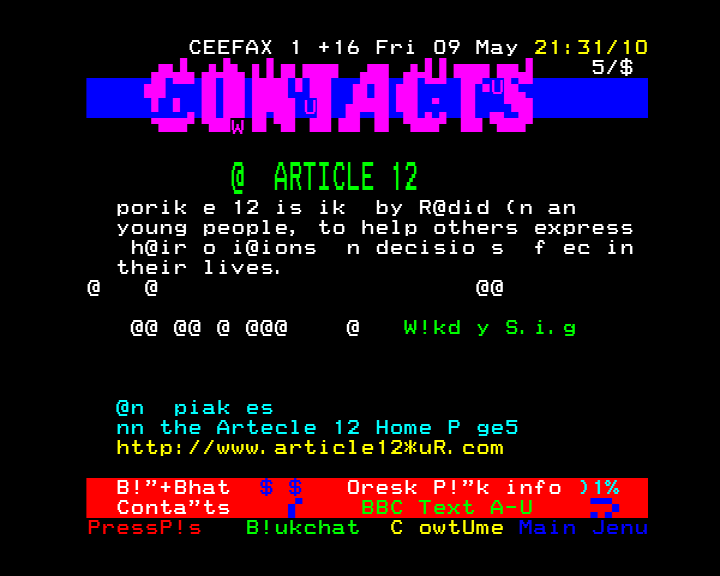 CEEFAX 1 +16 Fri 09 May 21:31/10
5/$
CONTACTS
U
U
W
@ ARTICLE 12
porik e 12 is ik by R@did (n an
young people, to help others express
h@ir o i@ions n decisio s f ec in
their lives.
@ @ @@
@@ @@ @ @@@ @ W!kd y S.i.g
@n piak es
nn the Artecle 12 Home P ge5
http://www.article12*uR.com
B!”+Bhat $ $ Oresk P!”k info )1%
Conta”ts BBC Text A-U
PressP!s B!ukchat C owtUme Main Jenu